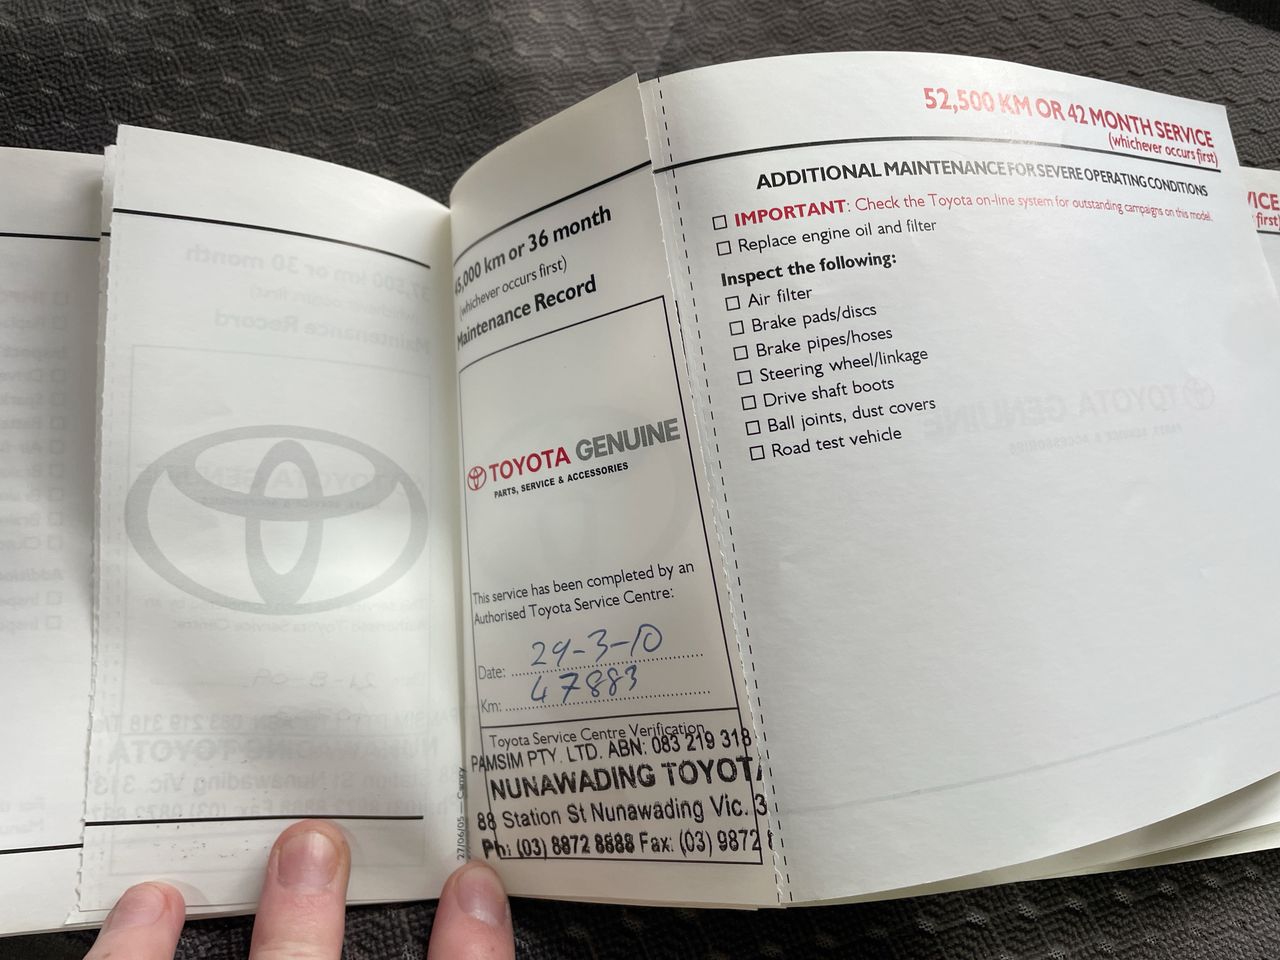 45,000 km or 36 month
(whichever occurs first)
Maintenance Record
TOYOTA GENUINE
PARTS, SERVICE & ACCESSORIES
This service has been completed by an
Authorised Toyota Service Centre:
Date: 29-3-10
Km: 47883
Toyota Service Centre Verification
PAMSIM PTY. LTD. ABN: 083 219 318
NUNAWADING TOYOTA
88 Station St Nunawading Vic. 3
Ph: (03) 8872 8888 Fax: (03) 9872
27/06/05 – Camry
52,500 KM OR 42 MONTH SERVICE
(whichever occurs first)
ADDITIONAL MAINTENANCE FOR SEVERE OPERATING CONDITIONS
IMPORTANT: Check the Toyota on-line system for outstanding campaigns on this model.
Replace engine oil and filter
Inspect the following:
Air filter
Brake pads/discs
Brake pipes/hoses
Steering wheel/linkage
Drive shaft boots
Ball joints, dust covers
Road test vehicle
VICE
first)